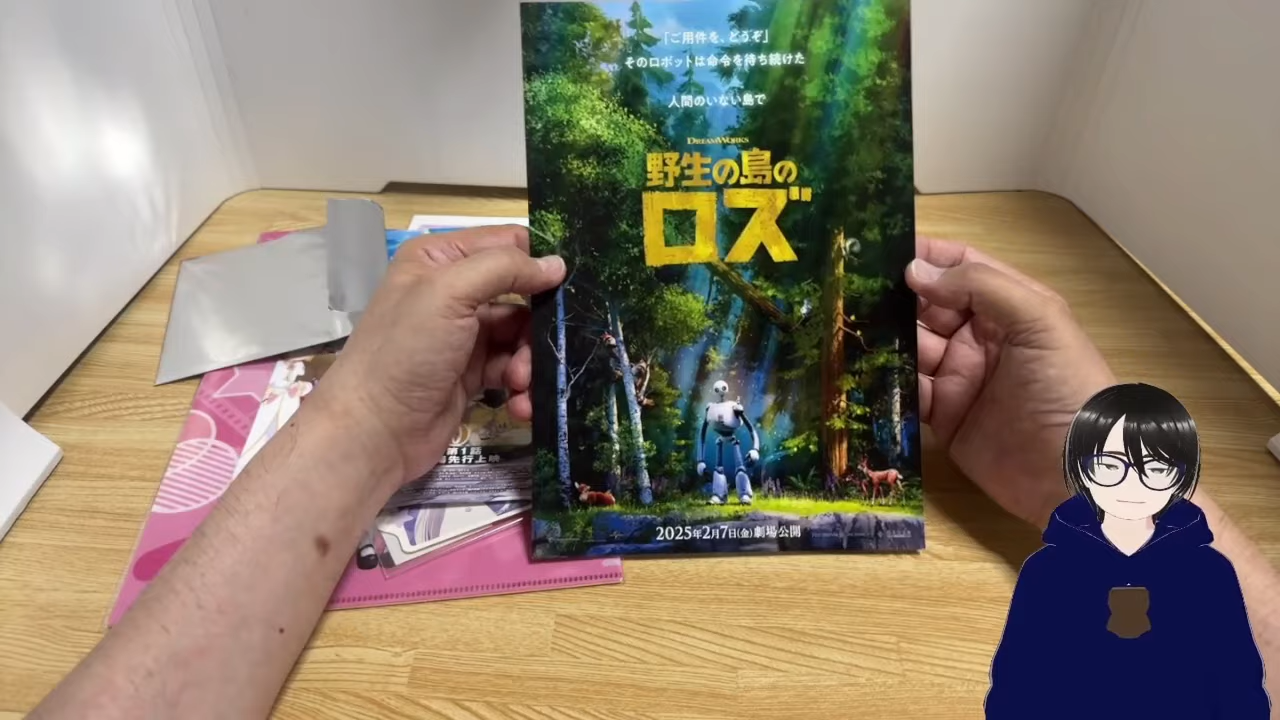 「ご用件を、どうぞ」
そのロボットは命令を待ち続けた
人間のいない島で
DREAMWORKS
野生の島の
ロズ
2025年2月7日(金)劇場公開
第1話
先行上映